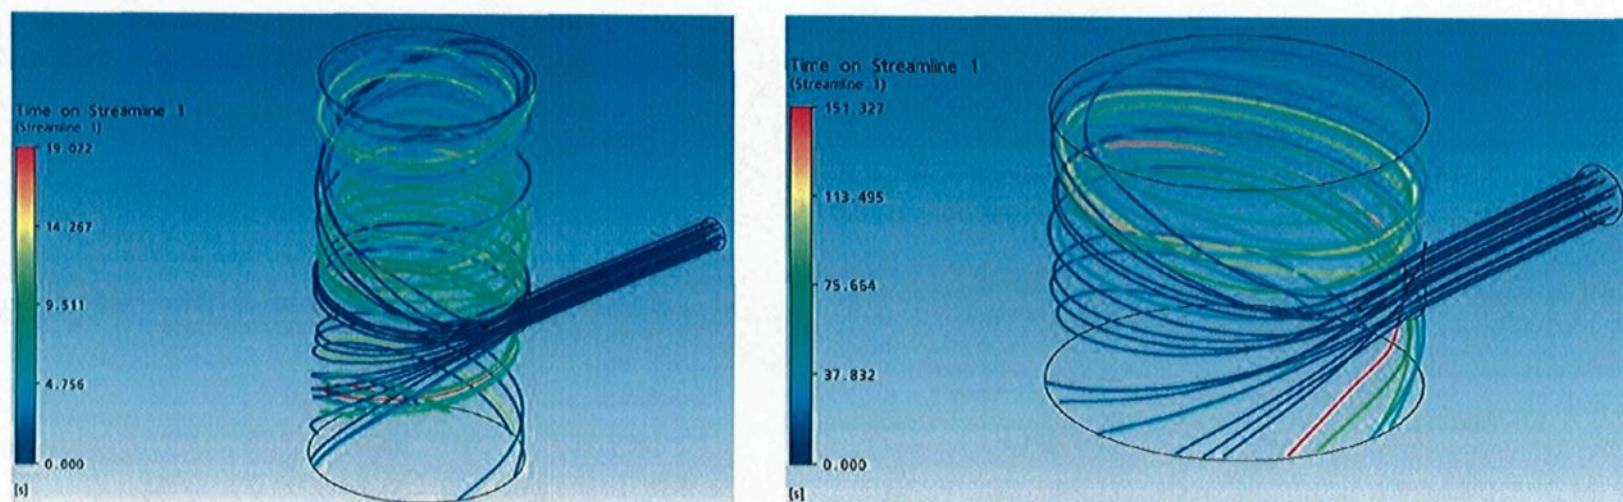 Time on Streamline 1
(Streamline 1)
19.022
14.267
9.511
4.756
0.000
[s]
Time on Streamline 1
(Streamline 1)
151.327
113.495
75.664
37.832
0.000
[s]